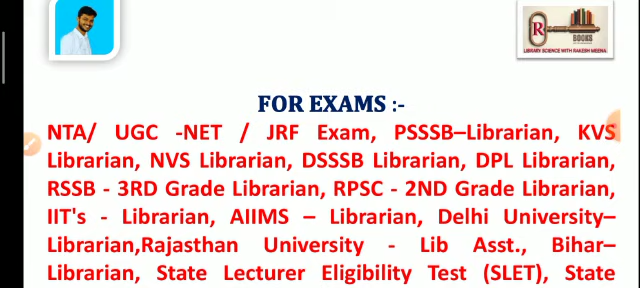 R
BOOKS
LIBRARY SCIENCE WITH RAKESH MEENA
FOR EXAMS :-
NTA/ UGC -NET / JRF Exam, PSSSB–Librarian, KVS
Librarian, NVS Librarian, DSSSB Librarian, DPL Librarian,
RSSB - 3RD Grade Librarian, RPSC - 2ND Grade Librarian,
IIT's - Librarian, AIIMS – Librarian, Delhi University–
Librarian,Rajasthan University - Lib Asst., Bihar–
Librarian, State Lecturer Eligibility Test (SLET), State